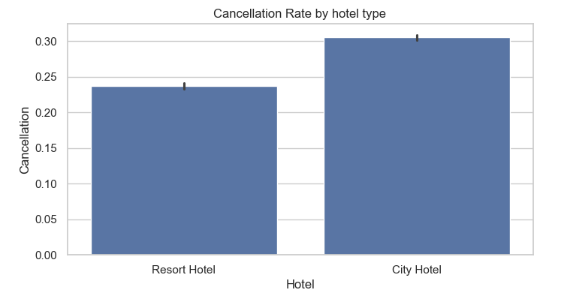 Cancellation Rate by hotel type
0.30
0.25
0.20
0.15
0.10
0.05
0.00
Cancellation
Resort Hotel
City Hotel
Hotel